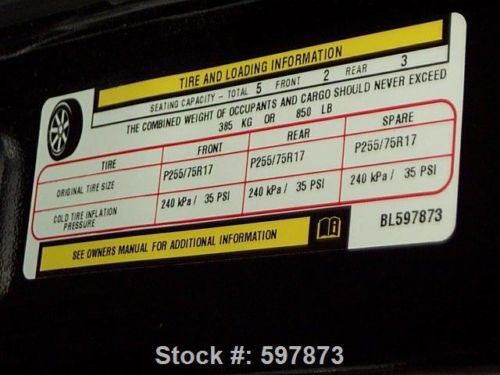 TIRE AND LOADING INFORMATION
SEATING CAPACITY - TOTAL 5 FRONT 2 REAR 3
THE COMBINED WEIGHT OF OCCUPANTS AND CARGO SHOULD NEVER EXCEED
385 KG OR 850 LB
TIRE FRONT REAR SPARE
ORIGINAL TIRE SIZE P255/75R17 P255/75R17 P255/75R17
COLD TIRE INFLATION PRESSURE 240 kPa / 35 PSI 240 kPa / 35 PSI 240 kPa / 35 PSI
SEE OWNERS MANUAL FOR ADDITIONAL INFORMATION
BL597873
Stock #: 597873